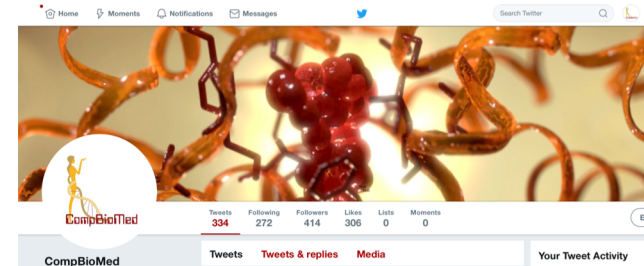 Home Moments Notifications Messages Search Twitter
CompBioMed
Tweets Following Followers Likes Lists Moments
334 272 414 306 0 0
Tweets Tweets & replies Media
Your Tweet Activity
CompBioMed